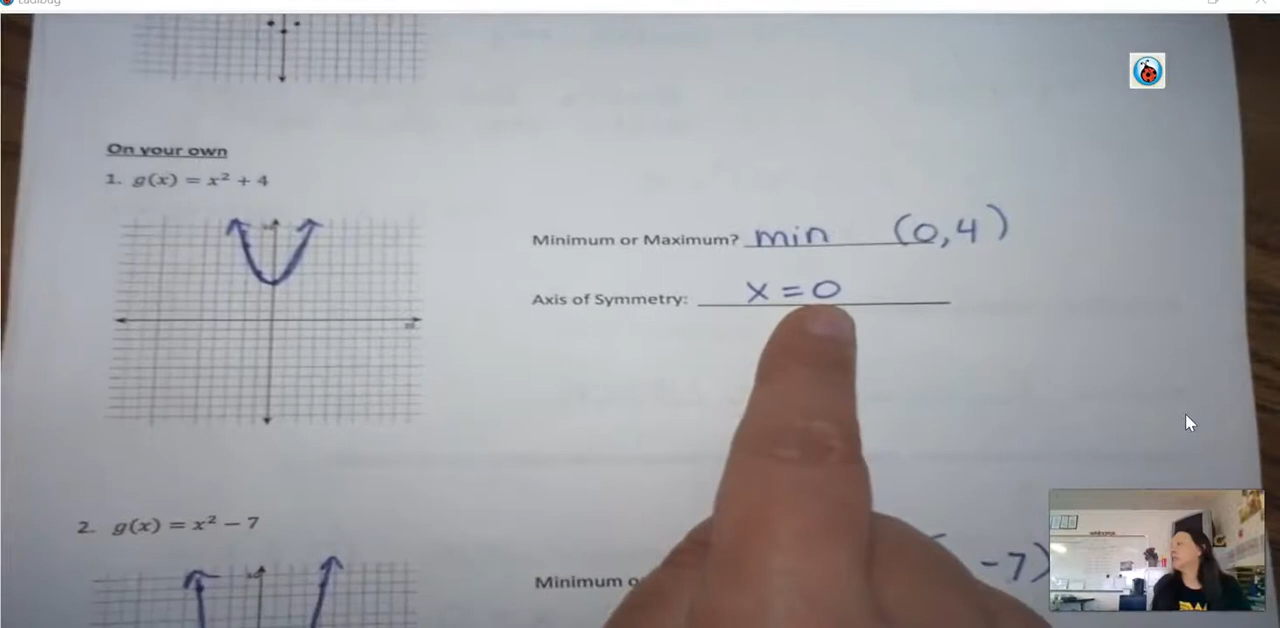 LadiBug
On your own
1. g(x) = x² + 4
Minimum or Maximum? min (0,4)
Axis of Symmetry: x = 0
2. g(x) = x² – 7
Minimum o
-7)